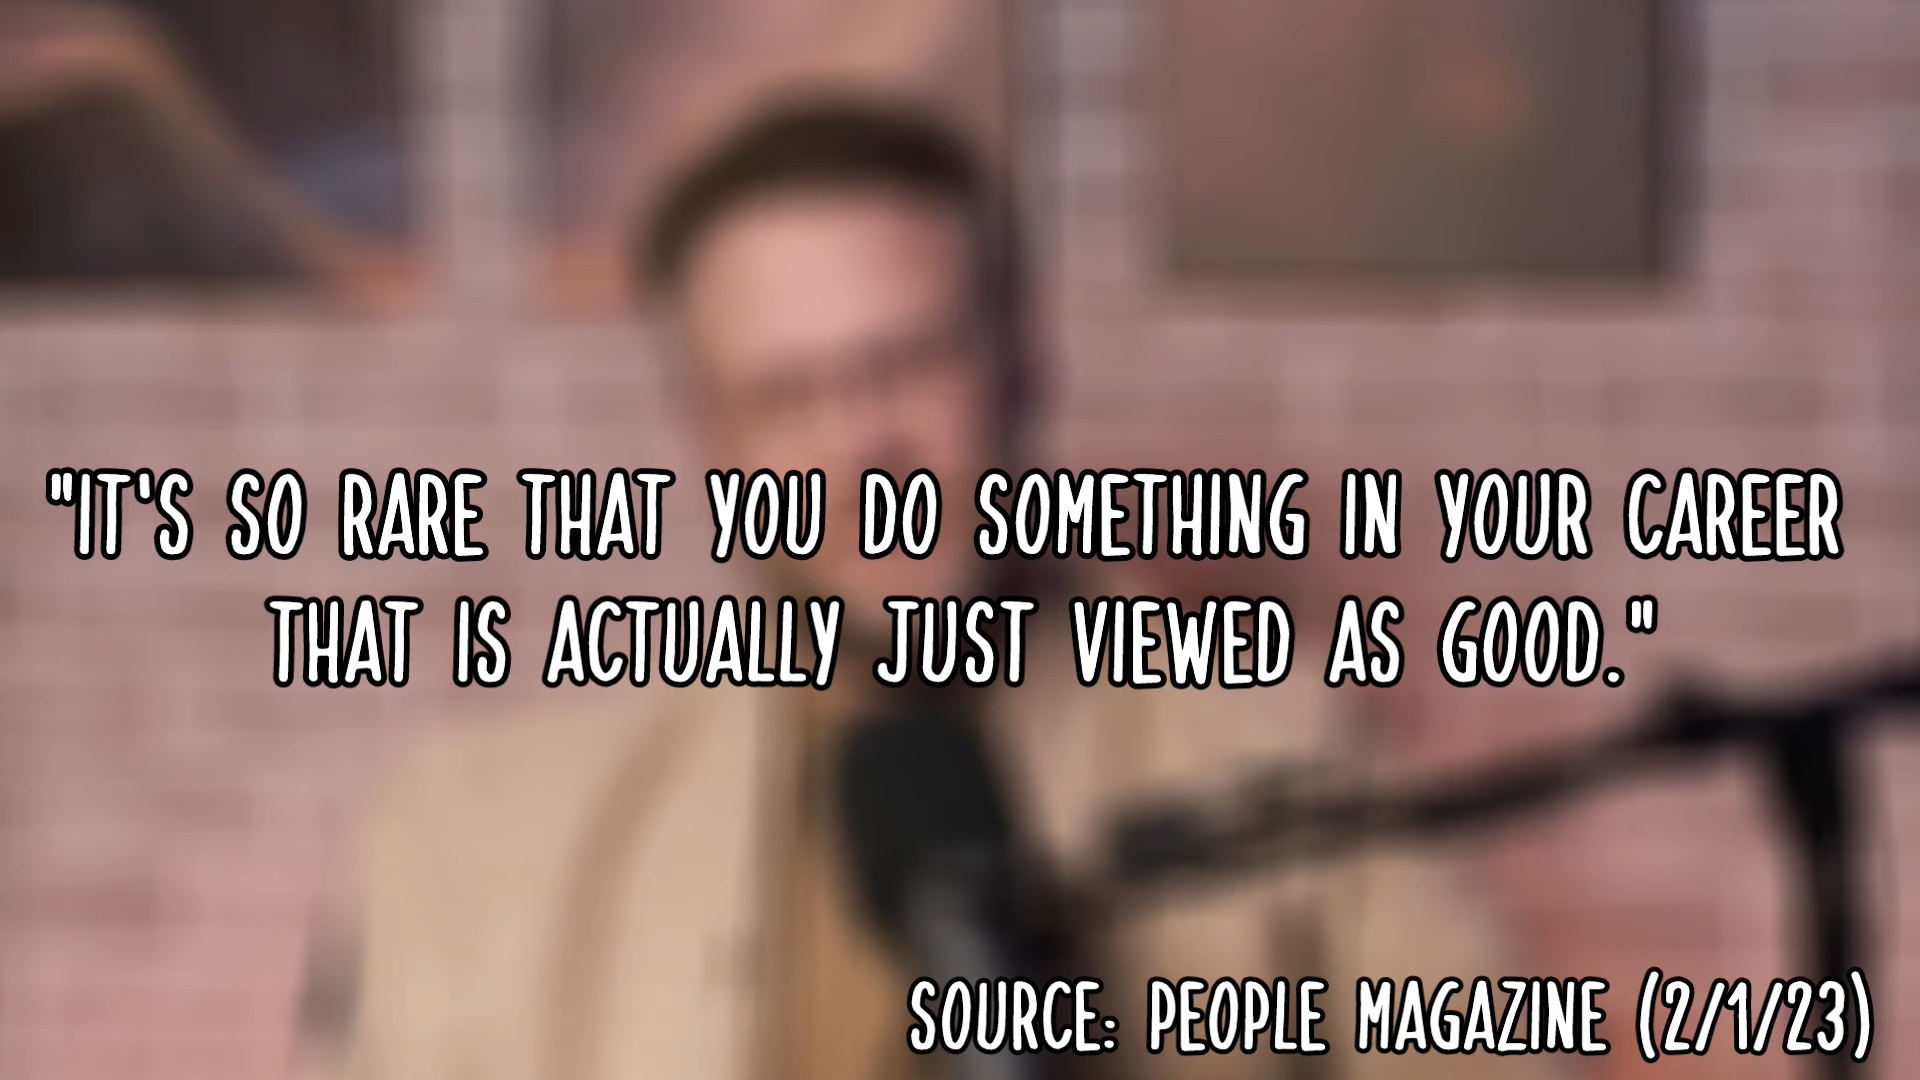 "IT'S SO RARE THAT YOU DO SOMETHING IN YOUR CAREER
THAT IS ACTUALLY JUST VIEWED AS GOOD."
SOURCE: PEOPLE MAGAZINE (2/1/23)